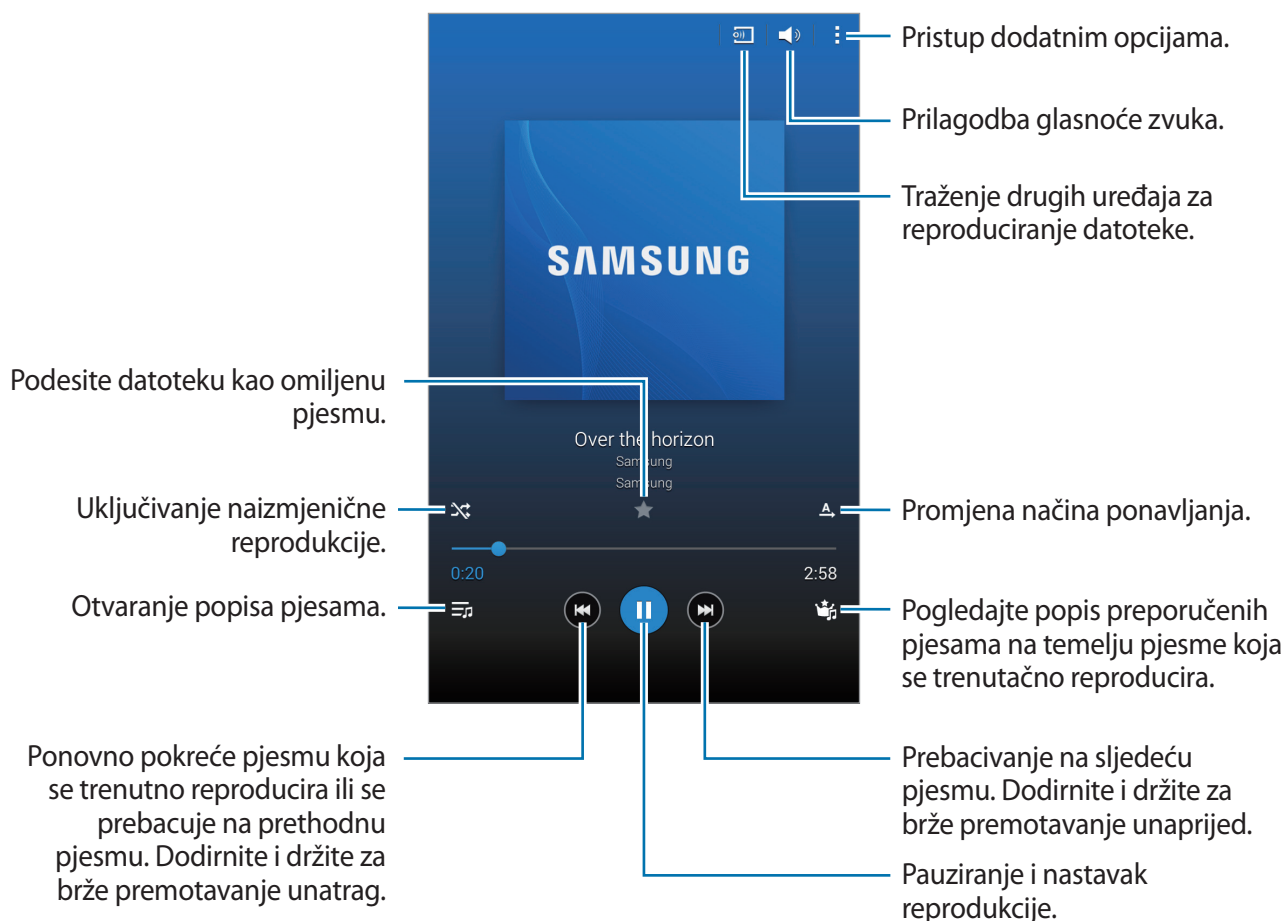 Pristup dodatnim opcijama.
Prilagodba glasnoće zvuka.
Traženje drugih uređaja za
reproduciranje datoteke.
SAMSUNG
Podesite datoteku kao omiljenu
pjesmu.
Over the horizon
Samsung
Samsung
Uključivanje naizmjenične
reprodukcije.
A
Promjena načina ponavljanja.
0:20
2:58
Otvaranje popisa pjesama.
Pogledajte popis preporučenih
pjesama na temelju pjesme koja
se trenutačno reproducira.
Ponovno pokreće pjesmu koja
se trenutno reproducira ili se
prebacuje na prethodnu
pjesmu. Dodirnite i držite za
brže premotavanje unatrag.
Prebacivanje na sljedeću
pjesmu. Dodirnite i držite za
brže premotavanje unaprijed.
Pauziranje i nastavak
reprodukcije.